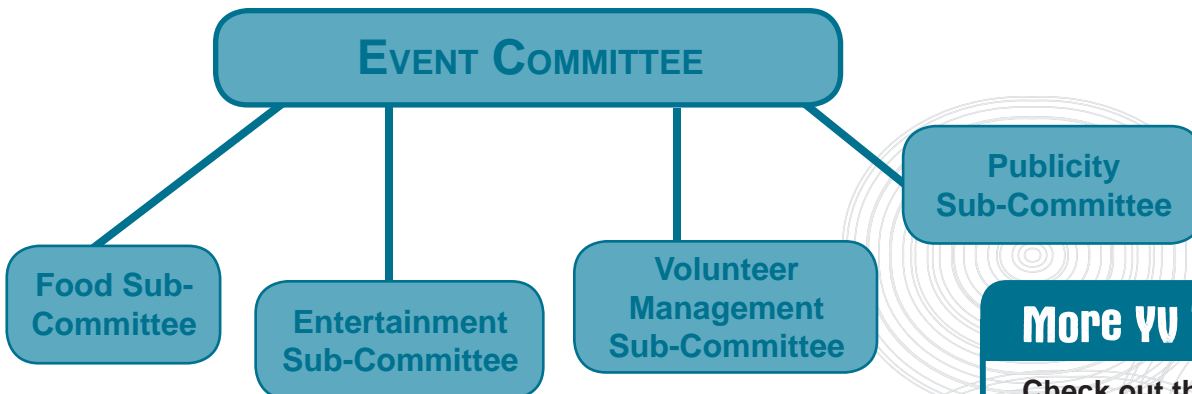 EVENT COMMITTEE
Publicity
Sub-Committee
Food Sub-
Committee
Entertainment
Sub-Committee
Volunteer
Management
Sub-Committee
More YV
Check out